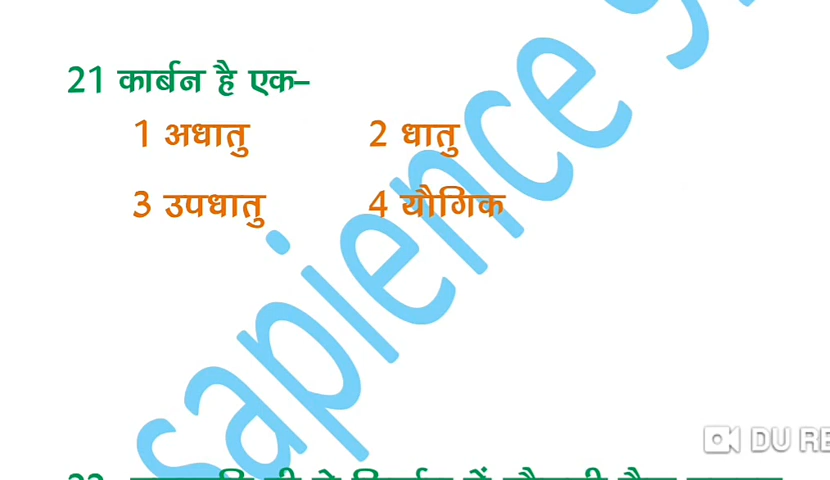 21 कार्बन है एक–
1 अधातु 2 धातु
3 उपधातु 4 यौगिक
Sapience
DU RE